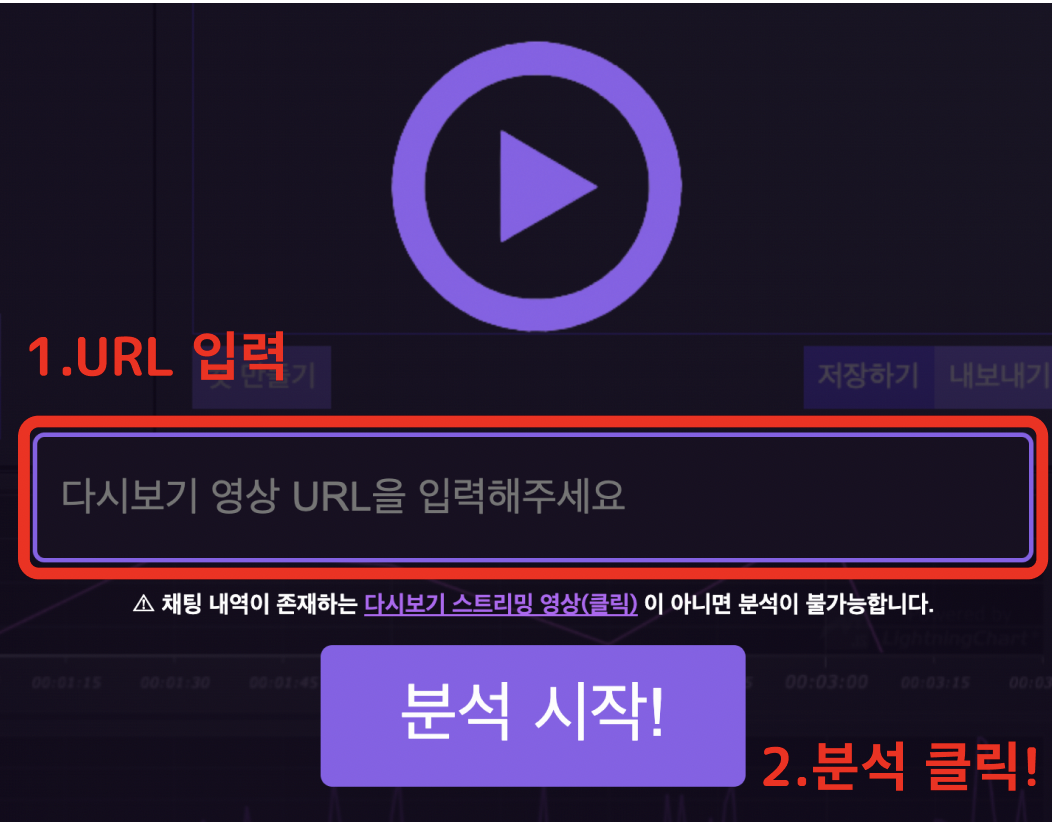 1.URL 입력
만들기
저장하기
내보내기
다시보기 영상 URL을 입력해주세요
⚠ 채팅 내역이 존재하는 다시보기 스트리밍 영상(클릭) 이 아니면 분석이 불가능합니다.
LightningChart
00:01:15
00:01:30
00:01:45
00:03:00
00:03:15
분석 시작!
2.분석 클릭!